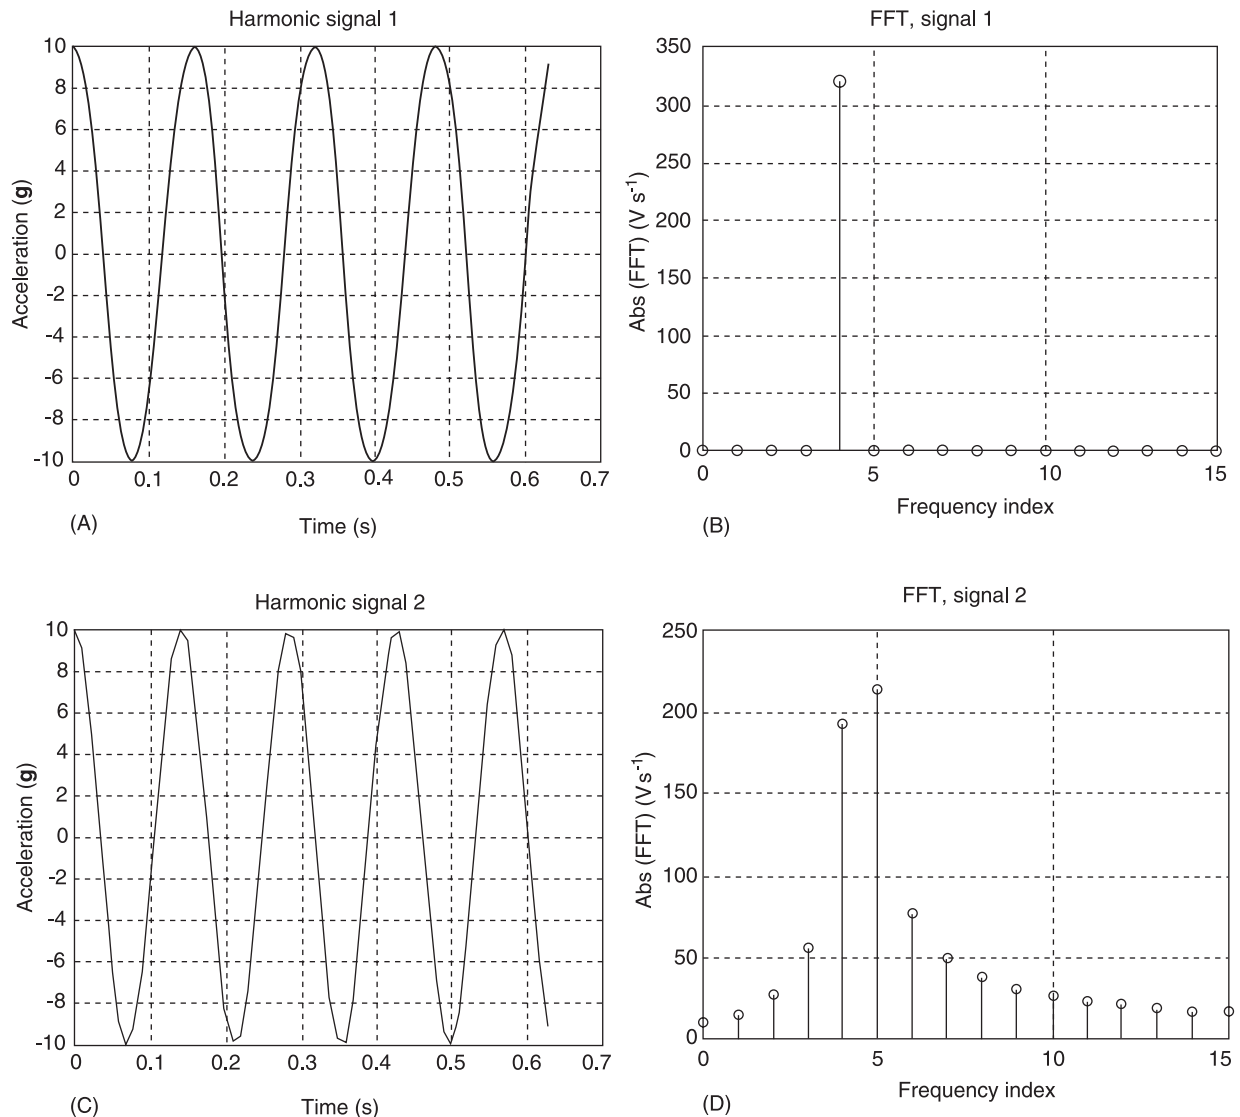 Harmonic signal 1
10
8
6
4
2
0
-2
-4
-6
-8
-10
Acceleration (g)
0 0.1 0.2 0.3 0.4 0.5 0.6 0.7
(A) Time (s)
FFT, signal 1
350
300
250
200
150
100
50
0
Abs (FFT) (V s-1)
0 5 10 15
Frequency index
(B)
Harmonic signal 2
10
8
6
4
2
0
-2
-4
-6
-8
-10
Acceleration (g)
0 0.1 0.2 0.3 0.4 0.5 0.6 0.7
(C) Time (s)
FFT, signal 2
250
200
150
100
50
0
Abs (FFT) (V s-1)
0 5 10 15
Frequency index
(D)